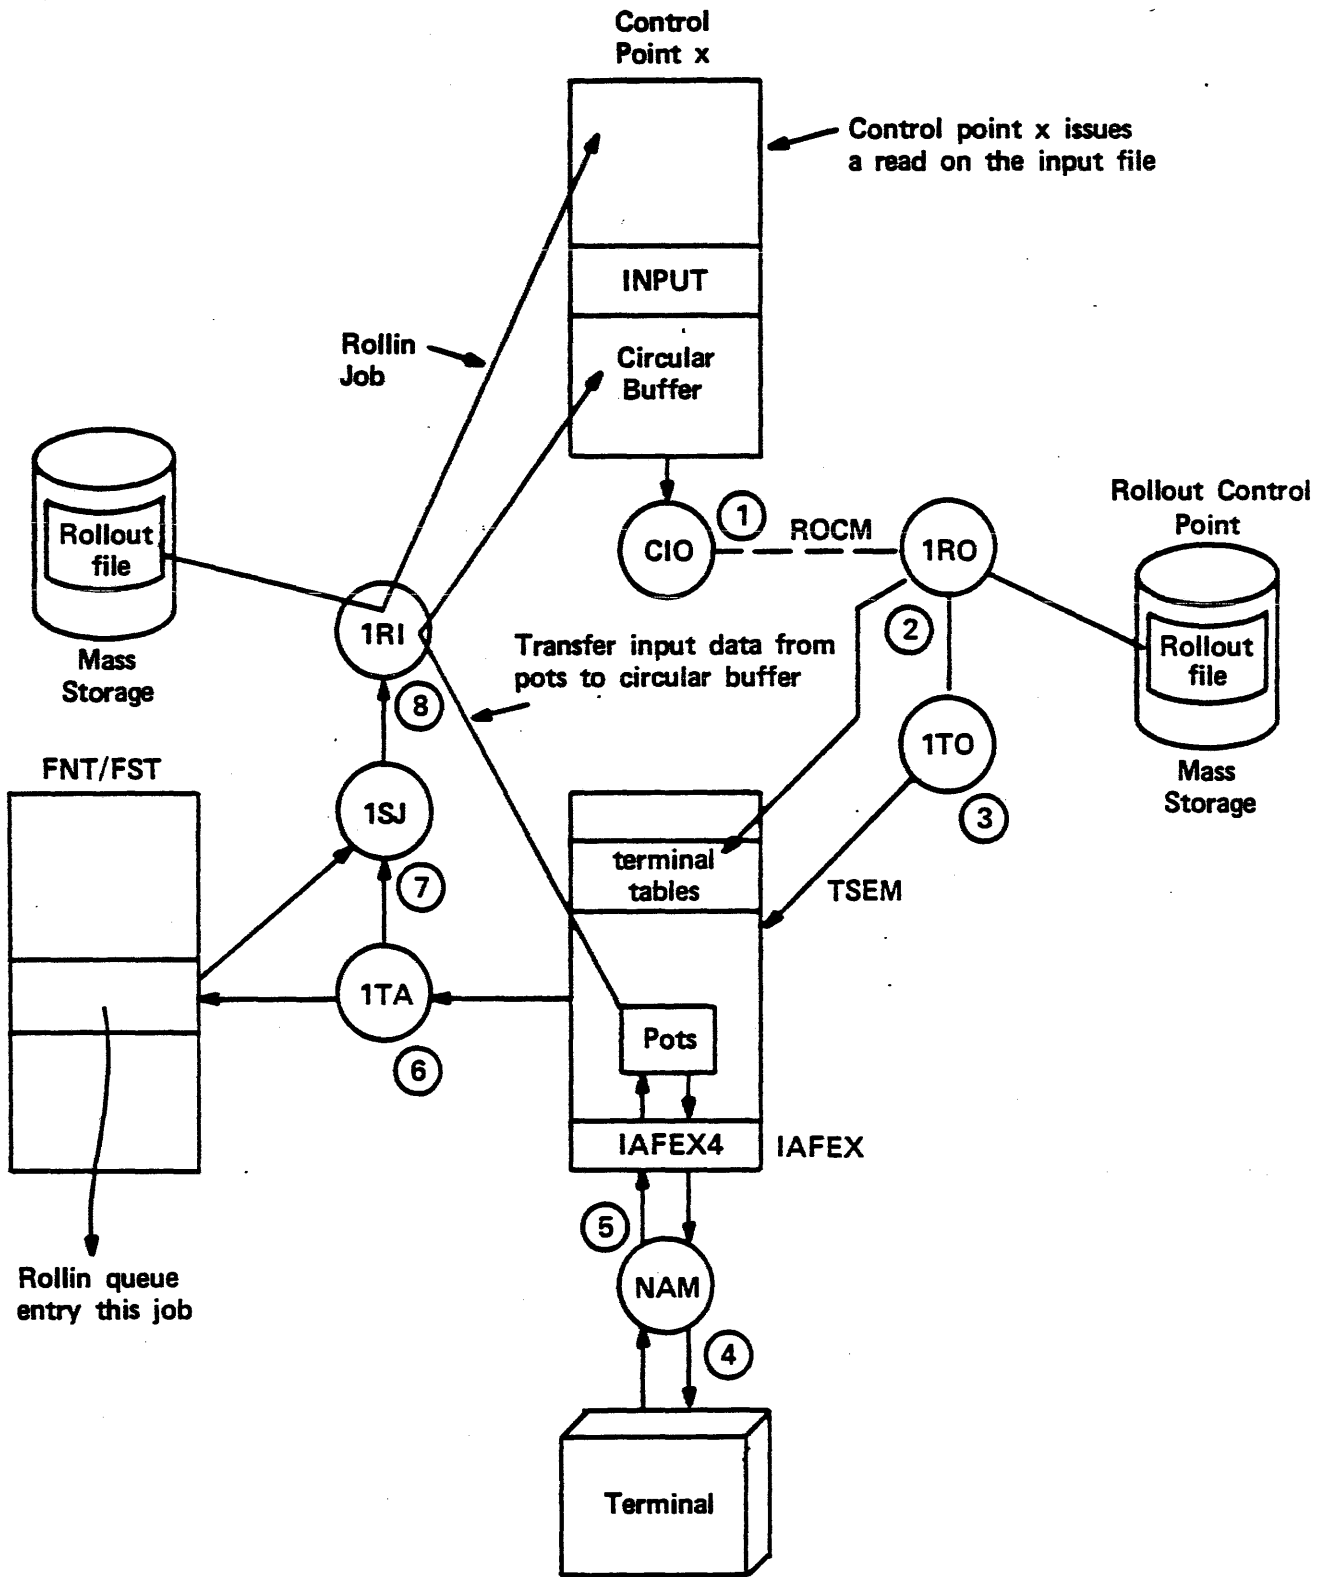 Control
Point x
Control point x issues
a read on the input file
INPUT
Rollin
Job
Circular
Buffer
Rollout Control
Point
1
CIO
ROCM
1RO
Rollout
file
Mass
Storage
1RI
2
Transfer input data from
pots to circular buffer
Rollout
file
Mass
Storage
8
1TO
3
FNT/FST
1SJ
7
terminal
tables
TSEM
1TA
6
Pots
IAFEX4
IAFEX
5
NAM
4
Rollin queue
entry this job
Terminal